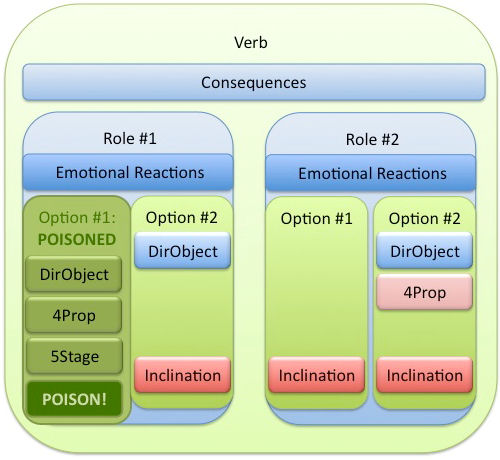 Verb
Consequences
Role #1
Emotional Reactions
Option #1:
POISONED
DirObject
4Prop
5Stage
POISON!
Option #2
DirObject
Inclination
Role #2
Emotional Reactions
Option #1
Inclination
Option #2
DirObject
4Prop
Inclination